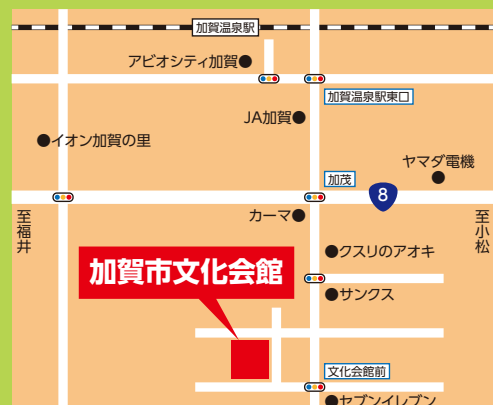 加賀温泉駅
アビオシティ加賀
加賀温泉駅東口
JA加賀
イオン加賀の里
ヤマダ電機
加茂
8
カーマ
至福井
至小松
クスリのアオキ
加賀市文化会館
サンクス
文化会館前
セブンイレブン